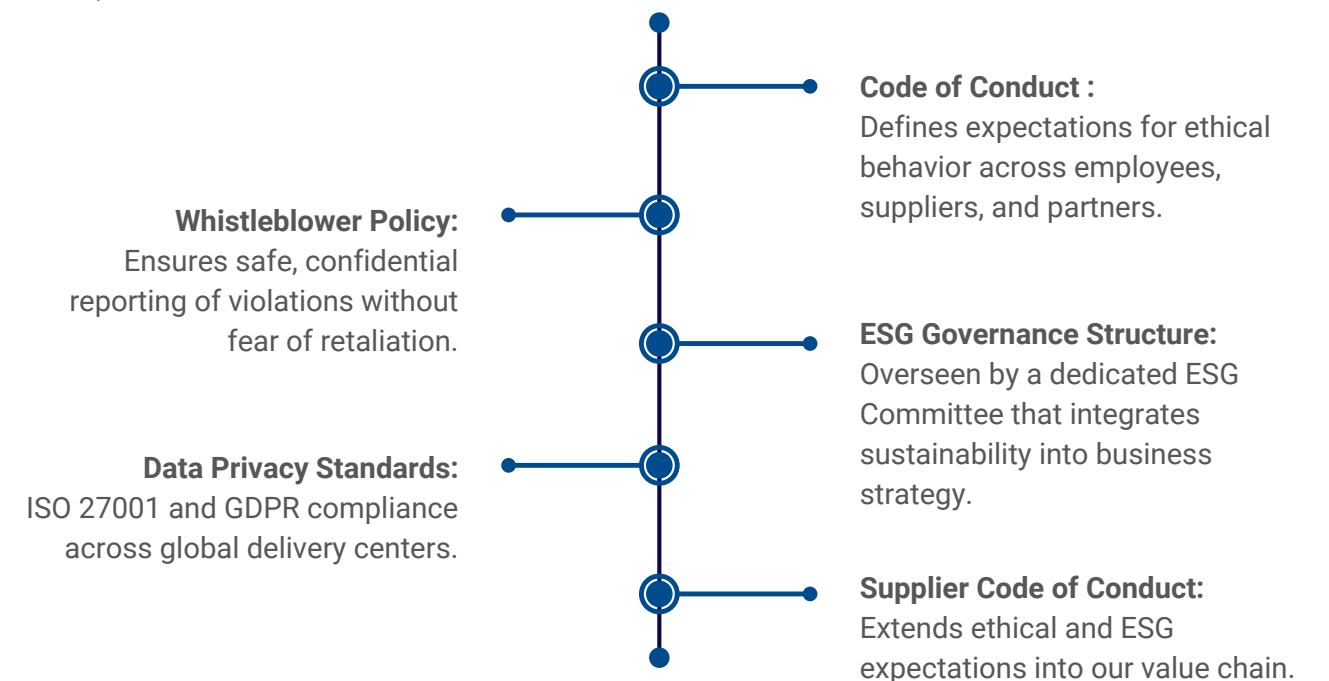 Code of Conduct :
Defines expectations for ethical
behavior across employees,
suppliers, and partners.
Whistleblower Policy:
Ensures safe, confidential
reporting of violations without
fear of retaliation.
ESG Governance Structure:
Overseen by a dedicated ESG
Committee that integrates
sustainability into business
strategy.
Data Privacy Standards:
ISO 27001 and GDPR compliance
across global delivery centers.
Supplier Code of Conduct:
Extends ethical and ESG
expectations into our value chain.